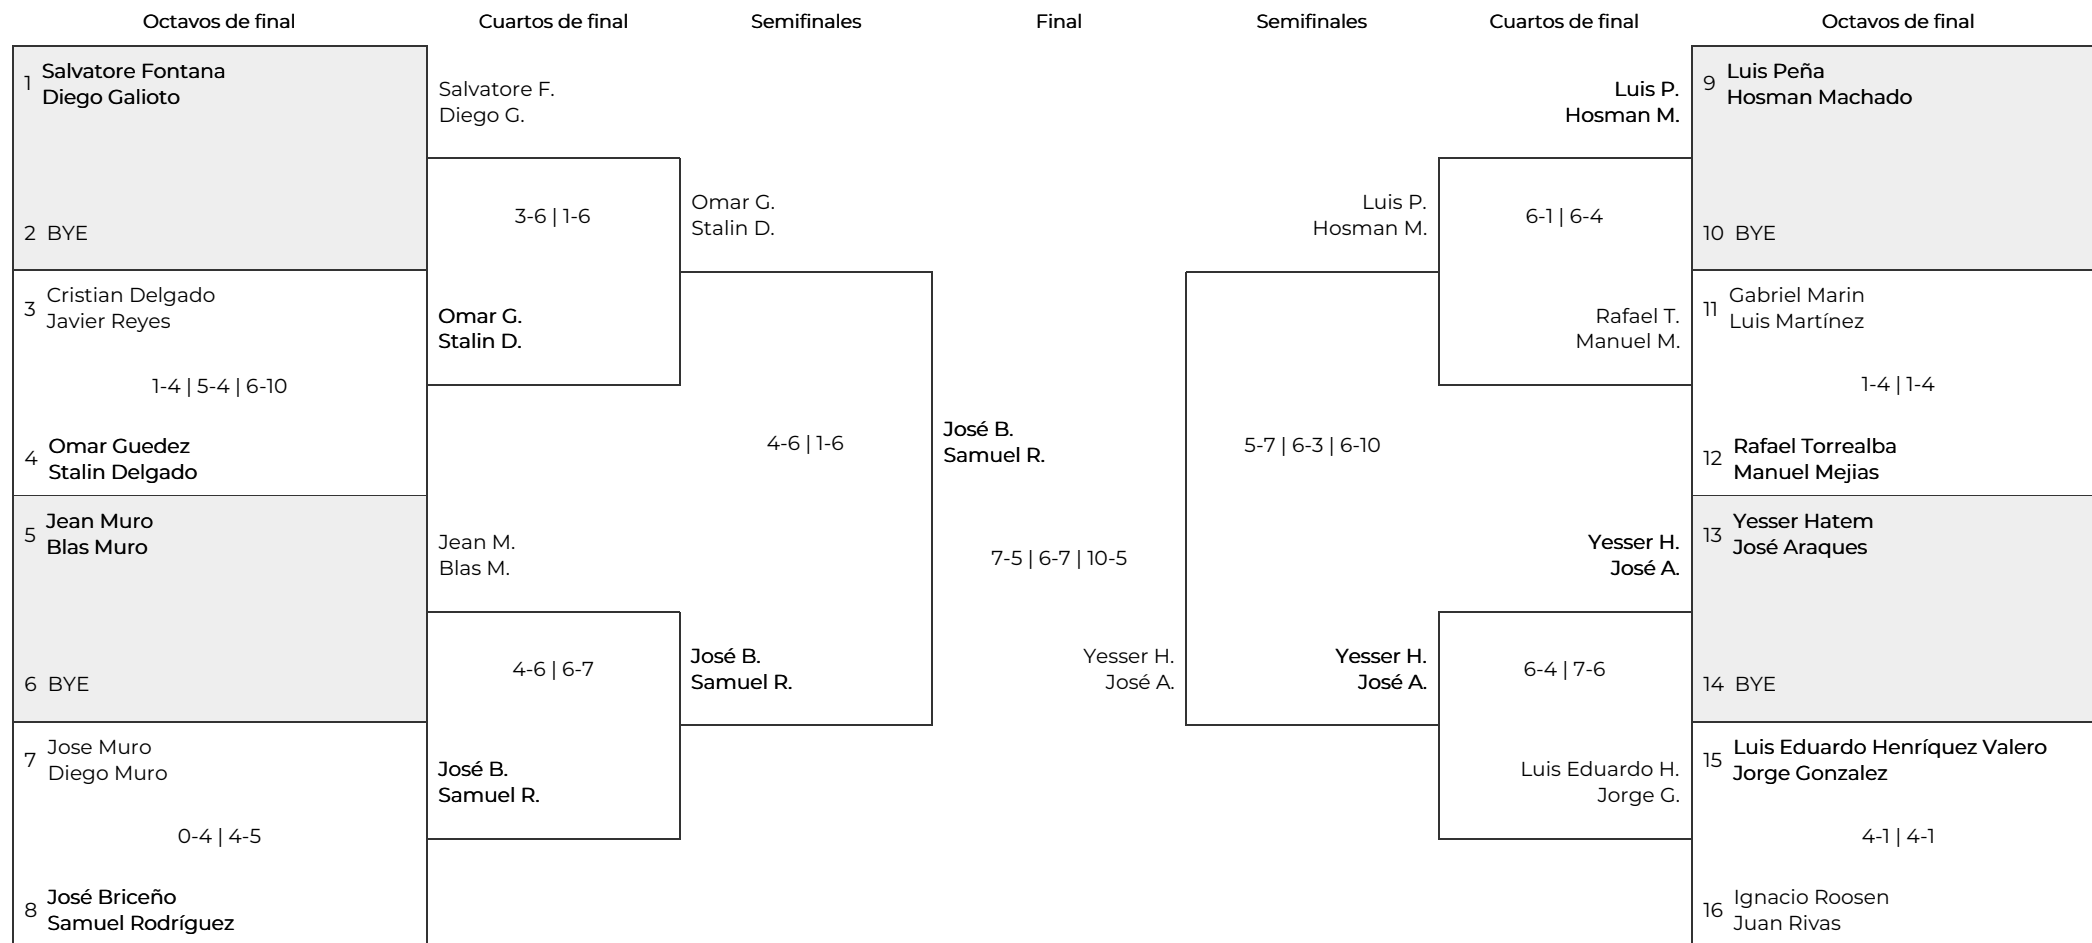 Octavos de final
Cuartos de final
Semifinales
Final
Semifinales
Cuartos de final
Octavos de final
1
Salvatore Fontana
Diego Galioto
2 BYE
3
Cristian Delgado
Javier Reyes
1-4 | 5-4 | 6-10
4
Omar Guedez
Stalin Delgado
5
Jean Muro
Blas Muro
6 BYE
7
Jose Muro
Diego Muro
0-4 | 4-5
8
José Briceño
Samuel Rodríguez
Salvatore F.
Diego G.
3-6 | 1-6
Omar G.
Stalin D.
Jean M.
Blas M.
4-6 | 6-7
José B.
Samuel R.
Omar G.
Stalin D.
4-6 | 1-6
José B.
Samuel R.
José B.
Samuel R.
7-5 | 6-7 | 10-5
Yesser H.
José A.
Luis P.
Hosman M.
5-7 | 6-3 | 6-10
Yesser H.
José A.
Luis P.
Hosman M.
6-1 | 6-4
Rafael T.
Manuel M.
Yesser H.
José A.
6-4 | 7-6
Luis Eduardo H.
Jorge G.
9
Luis Peña
Hosman Machado
10 BYE
11
Gabriel Marin
Luis Martínez
1-4 | 1-4
12
Rafael Torrealba
Manuel Mejias
13
Yesser Hatem
José Araques
14 BYE
15
Luis Eduardo Henríquez Valero
Jorge Gonzalez
4-1 | 4-1
16
Ignacio Roosen
Juan Rivas